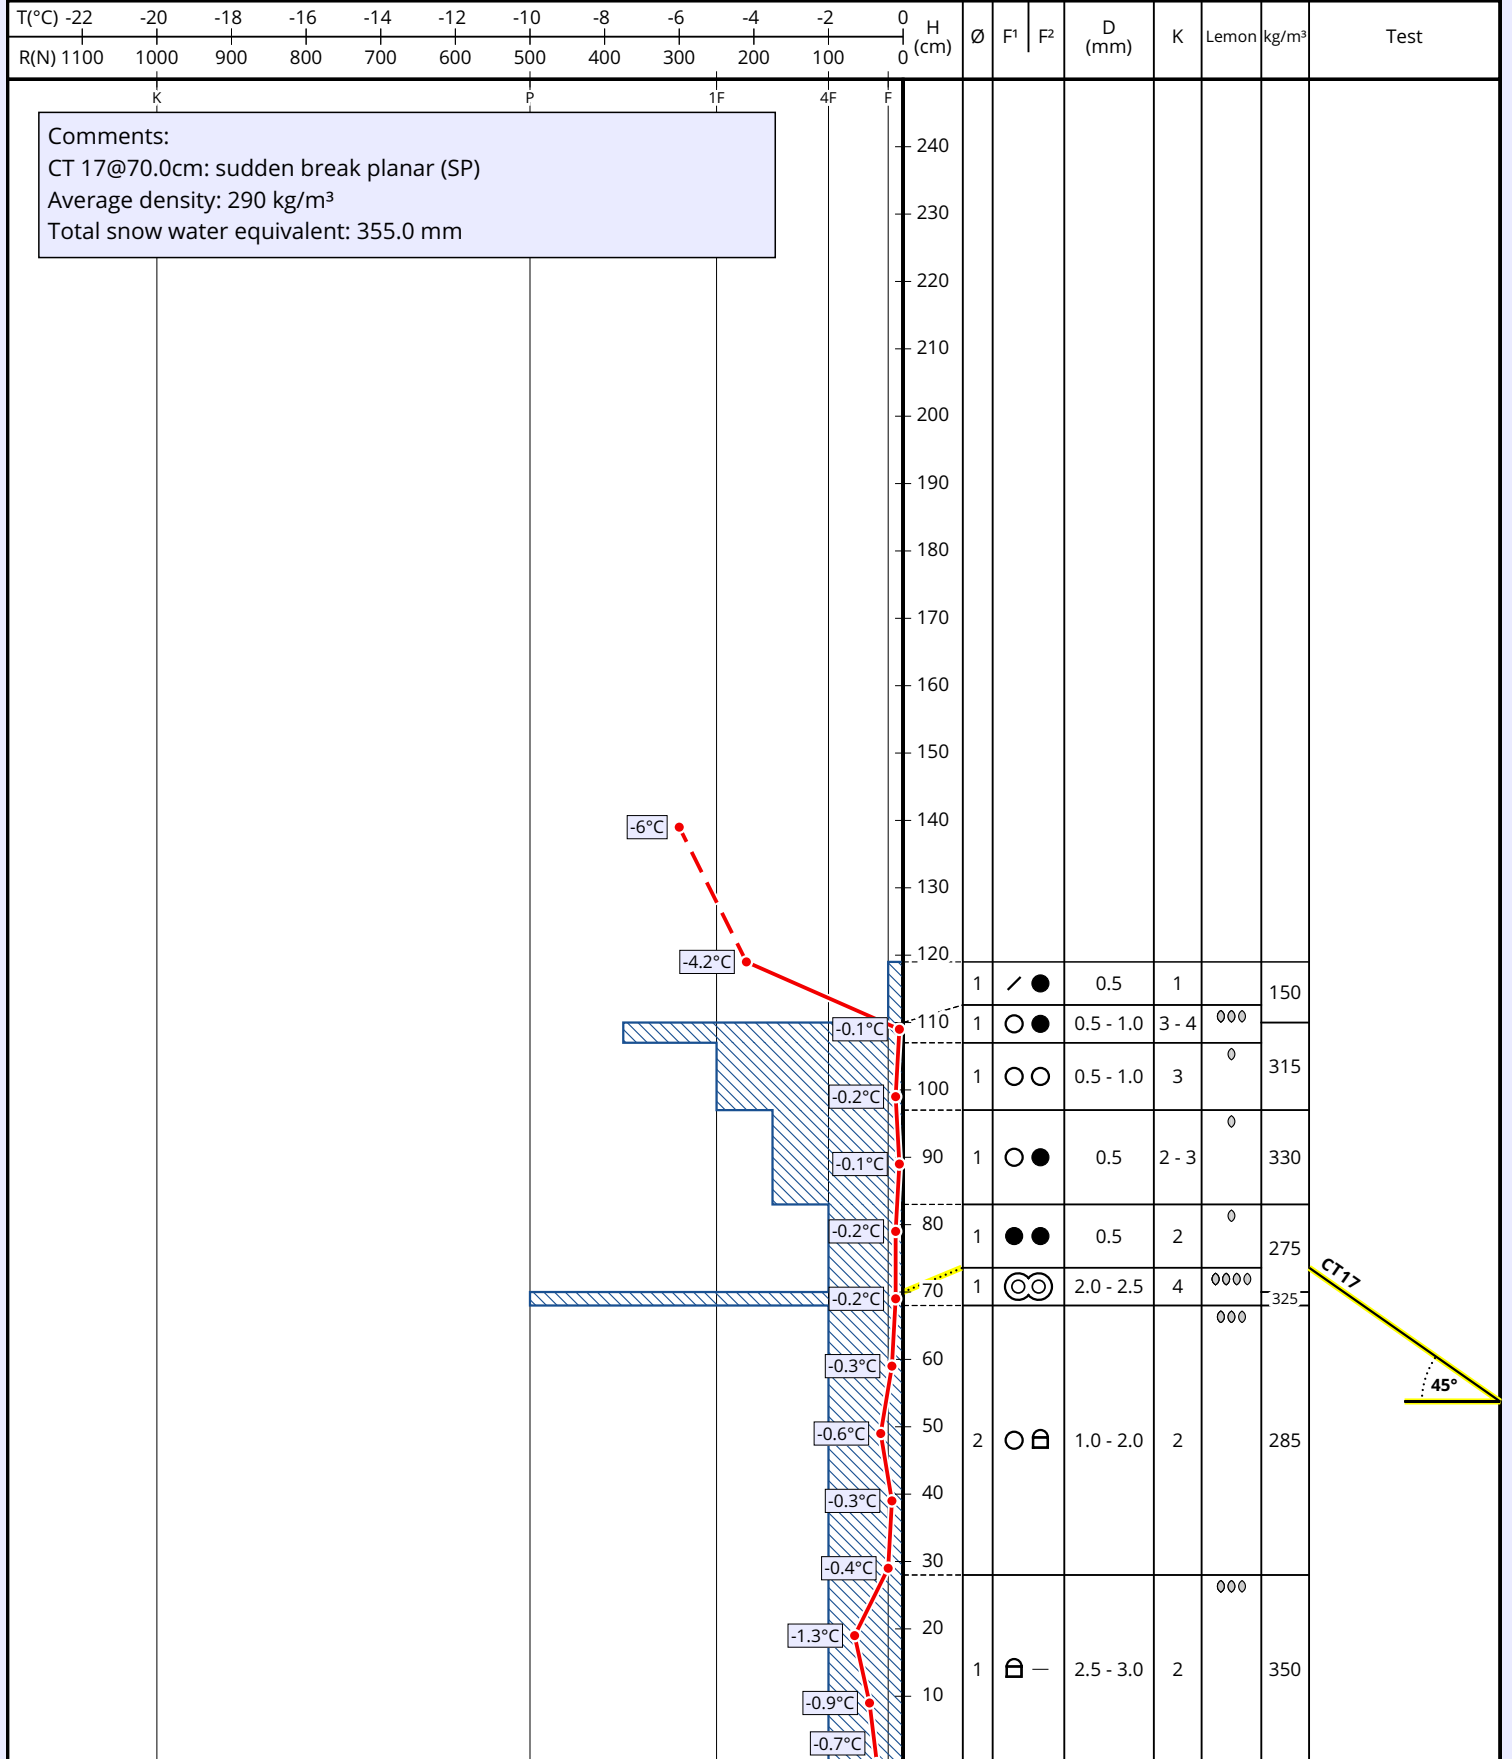 T(°C) -22 -20 -18 -16 -14 -12 -10 -8 -6 -4 -2 0
R(N) 1100 1000 900 800 700 600 500 400 300 200 100 0
H (cm) Ø F¹ F² D (mm) K Lemon kg/m³ Test
K P 1F 4F F
Comments:
CT 17@70.0cm: sudden break planar (SP)
Average density: 290 kg/m³
Total snow water equivalent: 355.0 mm
240
230
220
210
200
190
180
170
160
150
140
-6°C
130
120
-4.2°C
1 0.5 1 150
110
-0.1°C
1 0.5 - 1.0 3 - 4
1 0.5 - 1.0 3 315
100
-0.2°C
90
-0.1°C
1 0.5 2 - 3 330
80
-0.2°C
1 0.5 2 275
CT17
70
-0.2°C
1 2.0 - 2.5 4 325
60
-0.3°C
45°
50
-0.6°C
2 1.0 - 2.0 2 285
40
-0.3°C
30
-0.4°C
20
-1.3°C
1 2.5 - 3.0 2 350
10
-0.9°C
-0.7°C